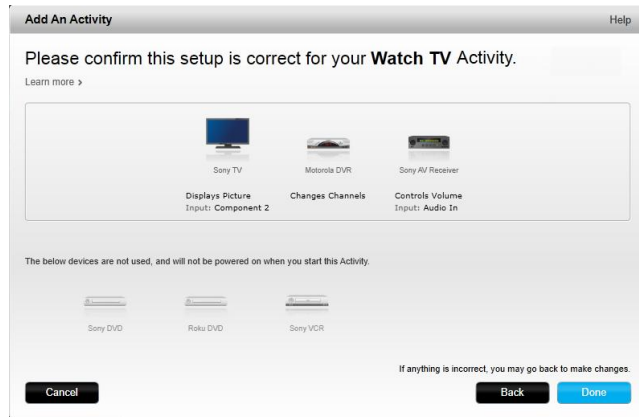 Add An Activity
Help
Please confirm this setup is correct for your Watch TV Activity.
Learn more >
Sony TV
Motorola DVR
Sony AV Receiver
Displays Picture
Input: Component 2
Changes Channels
Controls Volume
Input: Audio In
The below devices are not used, and will not be powered on when you start this Activity.
Sony DVD
Roku DVD
Sony VCR
If anything is incorrect, you may go back to make changes.
Cancel
Back
Done